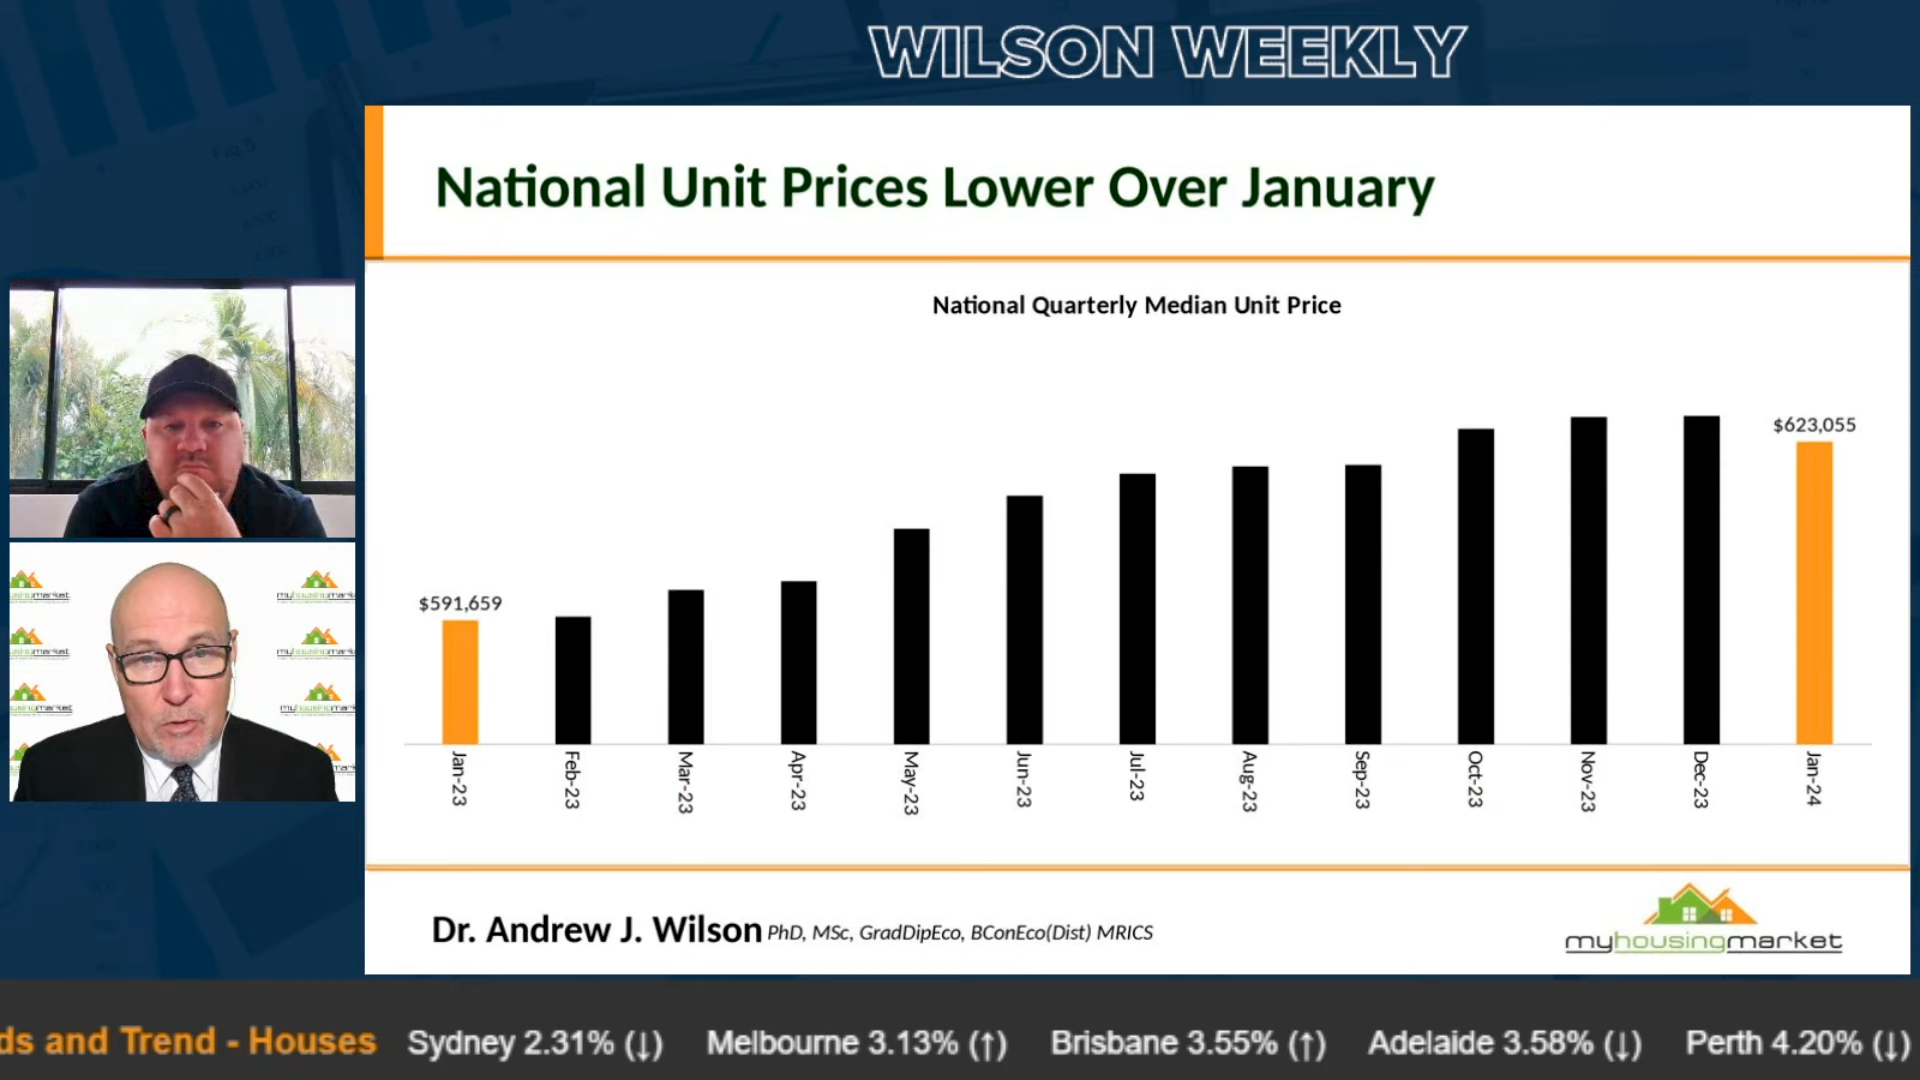 WILSON WEEKLY
National Unit Prices Lower Over January
National Quarterly Median Unit Price
$591,659
$623,055
Jan-23
Feb-23
Mar-23
Apr-23
May-23
Jun-23
Jul-23
Aug-23
Sep-23
Oct-23
Nov-23
Dec-23
Jan-24
Dr. Andrew J. Wilson PhD, MSc, GradDipEco, BConEco(Dist) MRICS
myhousingmarket
ds and Trend - Houses Sydney 2.31% (↓) Melbourne 3.13% (↑) Brisbane 3.55% (↑) Adelaide 3.58% (↓) Perth 4.20% (↓)